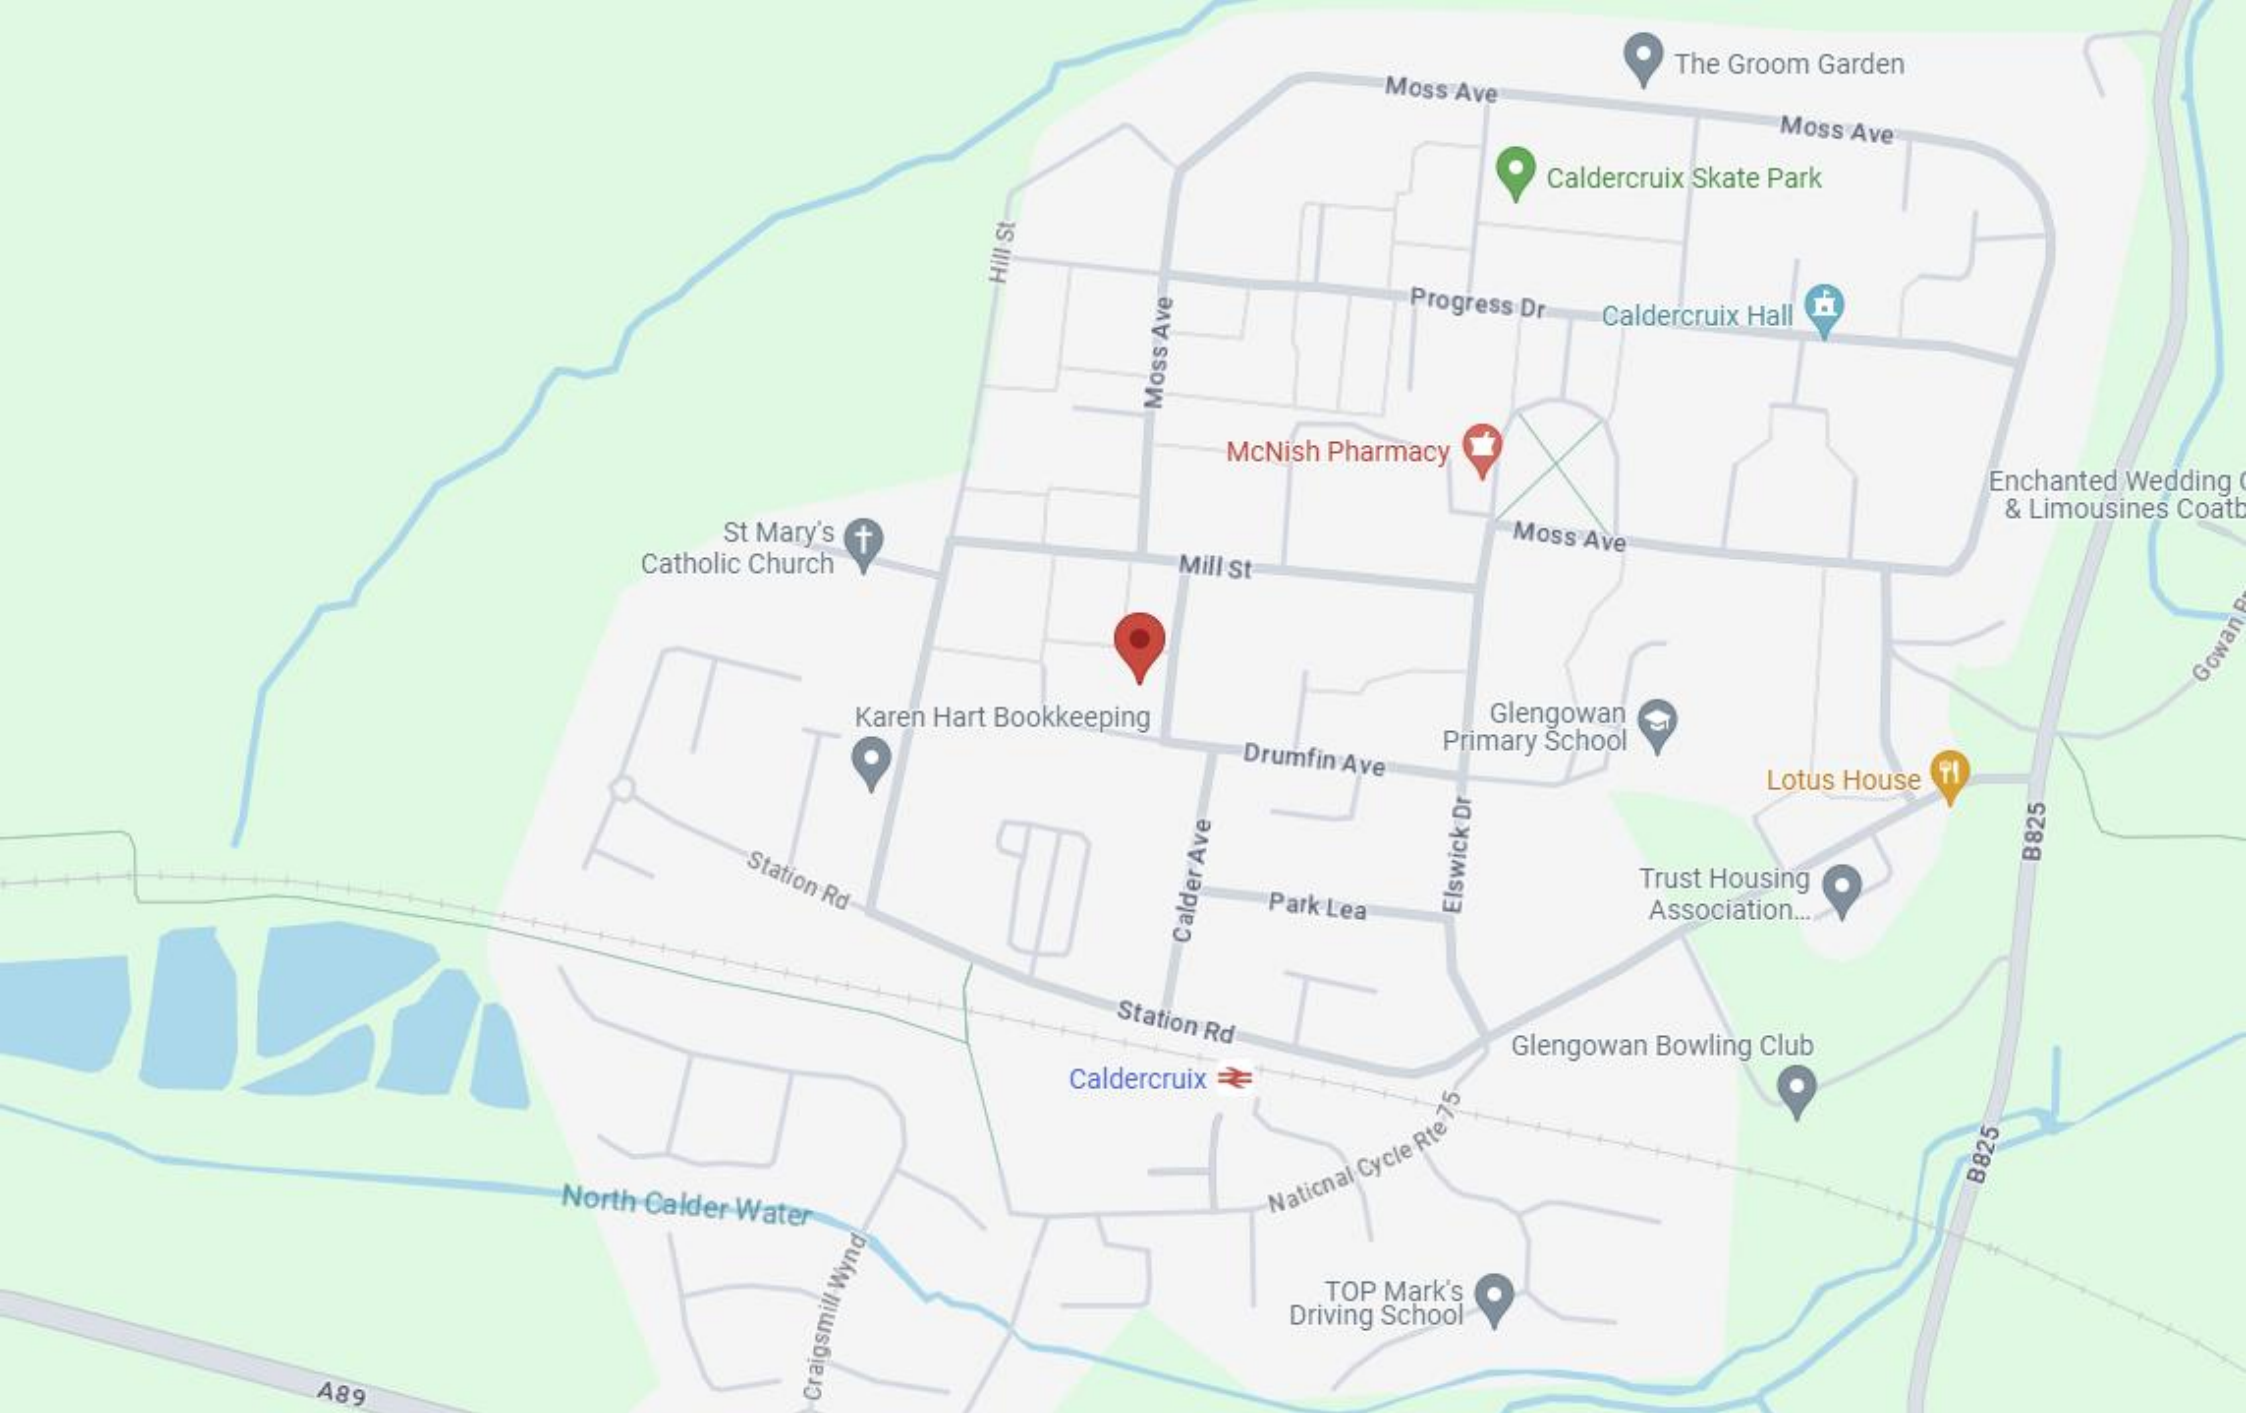 The Groom Garden
Moss Ave
Moss Ave
Caldercruix Skate Park
Hill St
Progress Dr
Caldercruix Hall
Moss Ave
McNish Pharmacy
Enchanted Wedding C
& Limousines Coatb
St Mary's
Catholic Church
Moss Ave
Mill St
Gowan
Karen Hart Bookkeeping
Glengowan
Primary School
Drumfin Ave
Lotus House
B825
Station Rd
Calder Ave
Elswick Dr
Park Lea
Trust Housing
Association...
Station Rd
Glengowan Bowling Club
Caldercruix
National Cycle Rte 75
B825
North Calder Water
Craigsmill Wynd
TOP Mark's
Driving School
A89